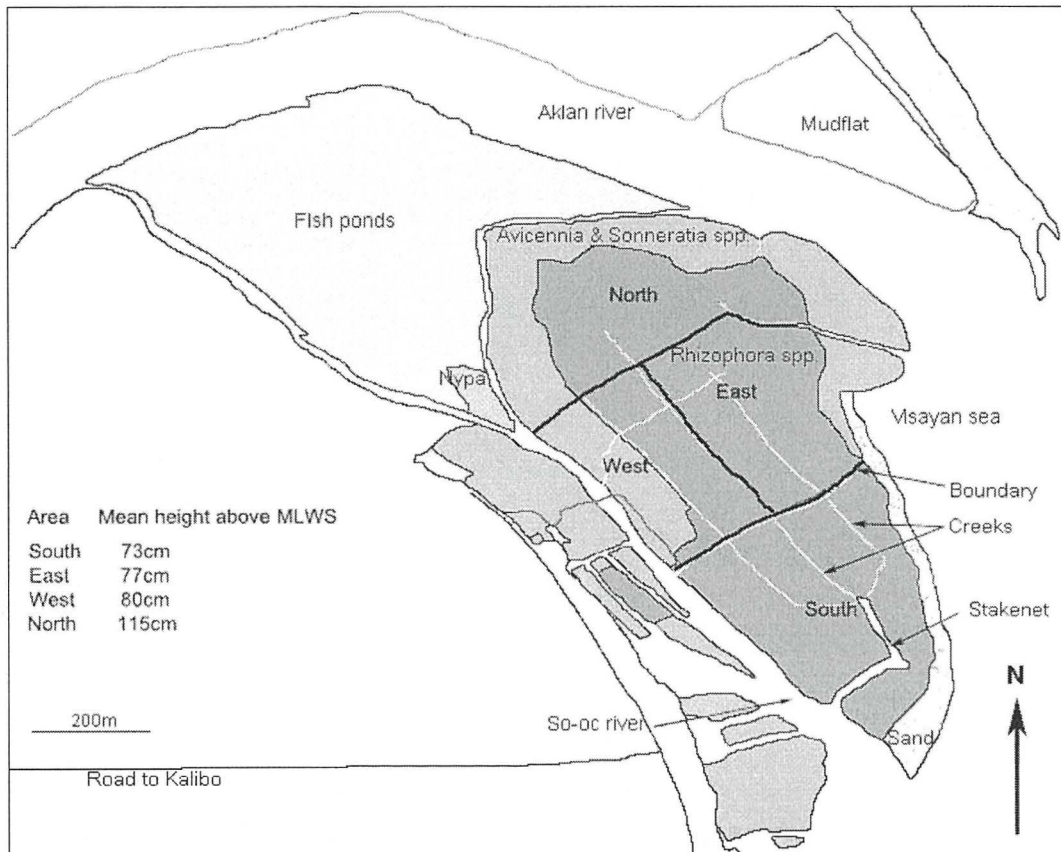 Aklan river
Mudflat
Fish ponds
Avicennia & Sonneratia spp.
North
Rhizophora spp.
Nypa
East
Visayan sea
West
Boundary
Area Mean height above MLWS
Creeks
South 73cm
East 77cm
West 80cm
North 115cm
South
Stakenet
N
200m
So-oc river
Sand
Road to Kalibo